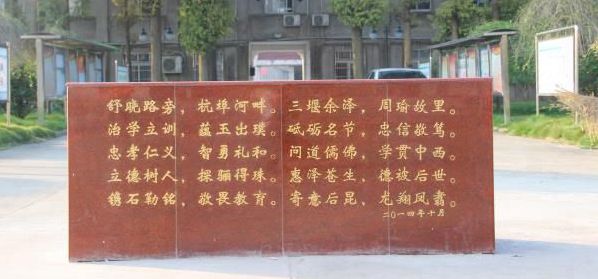 舒晓路旁，杭埠河畔。三堰余泽，周瑜故里。
治学立训，蕴玉出璞。砥砺名节，忠信敬笃。
忠孝仁义，智勇礼和。问道儒佛，学贯中西。
立德树人，探骊得珠。惠泽苍生，德被后世。
镌石勒铭，敬畏教育。寄意后昆，龙翔凤翥。
二〇一四年十月